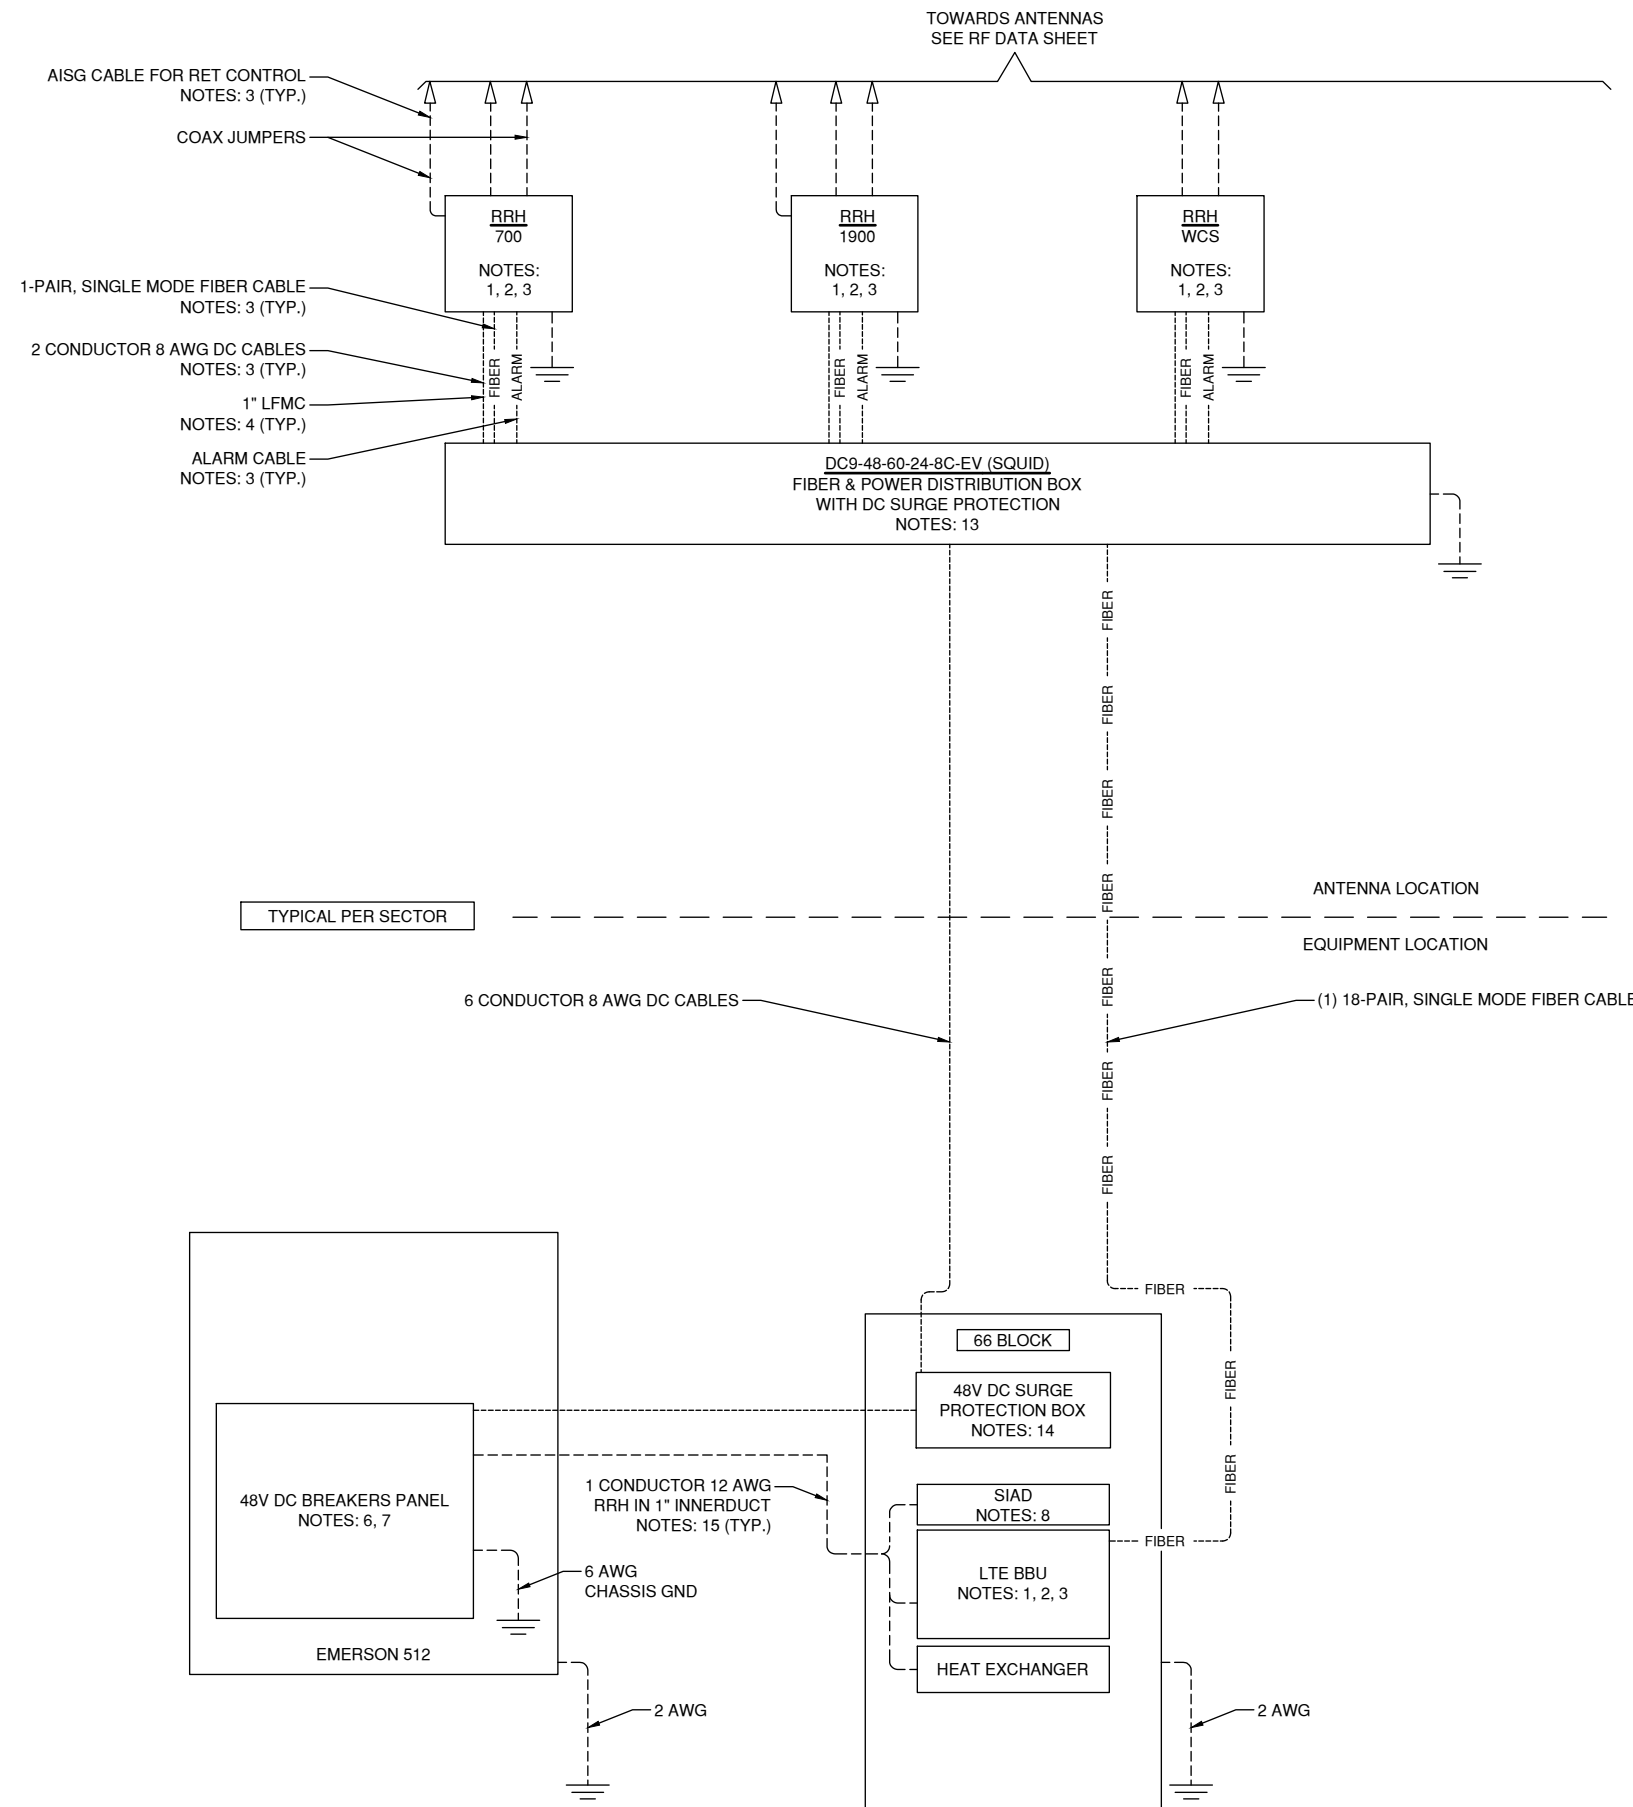 TOWARDS ANTENNAS
SEE RF DATA SHEET
AISG CABLE FOR RET CONTROL
NOTES: 3 (TYP.)
COAX JUMPERS
RRH
700
NOTES:
1, 2, 3
RRH
1900
NOTES:
1, 2, 3
RRH
WCS
NOTES:
1, 2, 3
1-PAIR, SINGLE MODE FIBER CABLE
NOTES: 3 (TYP.)
2 CONDUCTOR 8 AWG DC CABLES
NOTES: 3 (TYP.)
1" LFMC
NOTES: 4 (TYP.)
ALARM CABLE
NOTES: 3 (TYP.)
FIBER
ALARM
FIBER
ALARM
FIBER
ALARM
DC9-48-60-24-8C-EV (SQUID)
FIBER & POWER DISTRIBUTION BOX
WITH DC SURGE PROTECTION
NOTES: 13
FIBER
FIBER
FIBER
FIBER
ANTENNA LOCATION
TYPICAL PER SECTOR
EQUIPMENT LOCATION
FIBER
6 CONDUCTOR 8 AWG DC CABLES
(1) 18-PAIR, SINGLE MODE FIBER CABLE
FIBER
FIBER
FIBER
66 BLOCK
48V DC SURGE
PROTECTION BOX
NOTES: 14
FIBER
FIBER
48V DC BREAKERS PANEL
NOTES: 6, 7
1 CONDUCTOR 12 AWG
RRH IN 1" INNERDUCT
NOTES: 15 (TYP.)
SIAD
NOTES: 8
FIBER
LTE BBU
NOTES: 1, 2, 3
6 AWG
CHASSIS GND
EMERSON 512
HEAT EXCHANGER
2 AWG
2 AWG